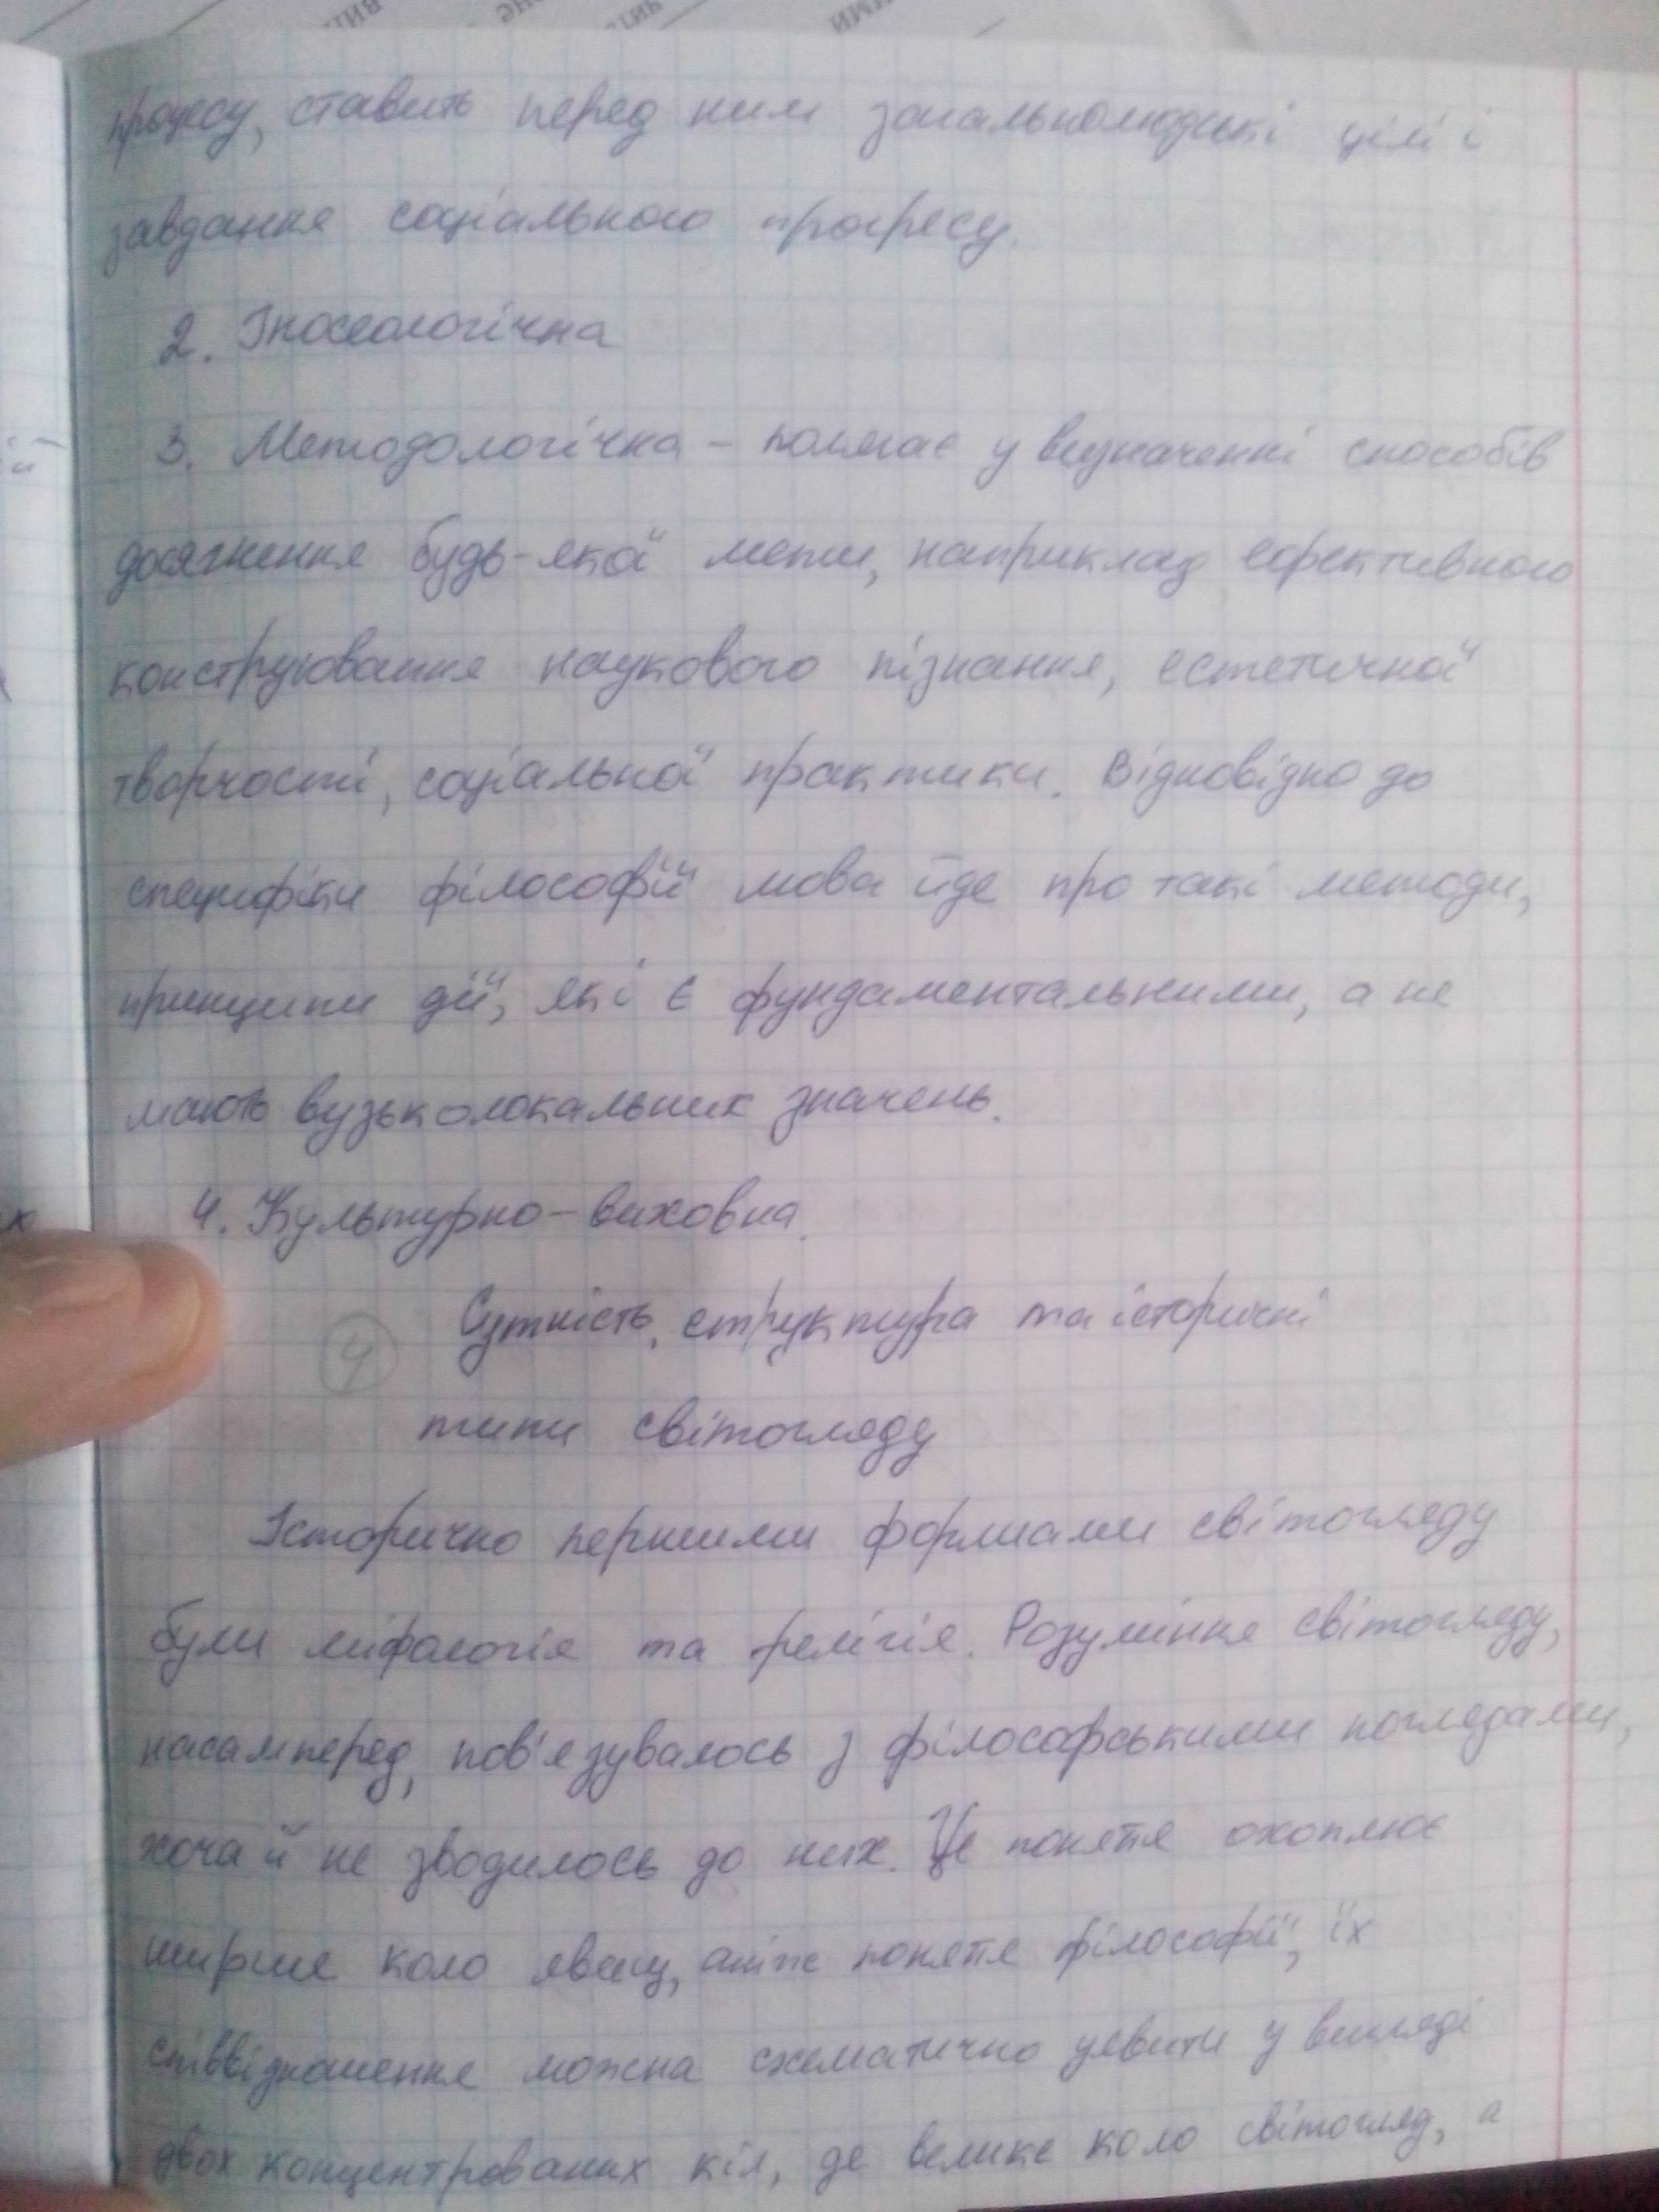 процесу, ставить перед ним загальнолюдські цілі і
завдання соціального прогресу.
2. Гносеологічна
3. Методологічна – полягає у визначенні способів
досягнення будь-якої мети, наприклад ефективного
конструювання наукового пізнання, естетичної
творчості, соціальної практики. Відповідно до
специфіки філософії мова йде про такі методи,
принципи дії, які є фундаментальними, а не
мають вузьколокальних значень.
4. Культурно-виховна.
4 Сутність, структура та історичні
типи світогляду
Історично першими формами світогляду
були міфологія та релігія. Розуміння світогляду,
насамперед, пов'язувалось з філософськими поглядами,
хоча й не зводилось до них. Це поняття охоплює
ширше коло явищ, аніж поняття філософії, їх
співвідношення можна схематично уявити у вигляді
двох концентрованих кіл, де велике коло світогляд, а